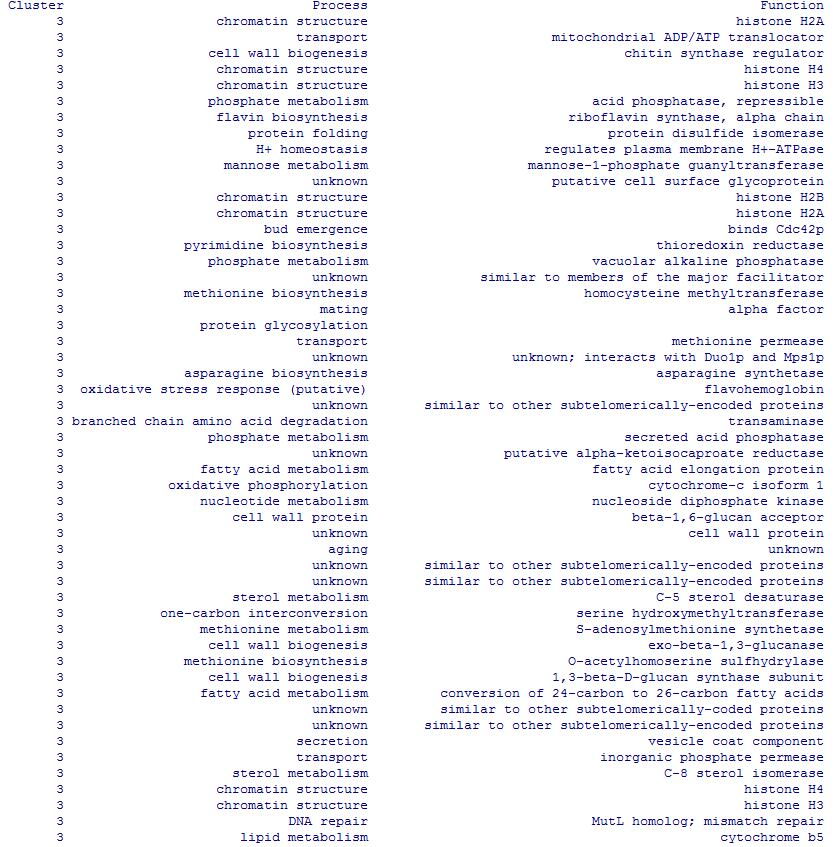 Cluster Process Function
3 chromatin structure histone H2A
3 transport mitochondrial ADP/ATP translocator
3 cell wall biogenesis chitin synthase regulator
3 chromatin structure histone H4
3 chromatin structure histone H3
3 phosphate metabolism acid phosphatase, repressible
3 flavin biosynthesis riboflavin synthase, alpha chain
3 protein folding protein disulfide isomerase
3 H+ homeostasis regulates plasma membrane H+-ATPase
3 mannose metabolism mannose-1-phosphate guanyltransferase
3 unknown putative cell surface glycoprotein
3 chromatin structure histone H2B
3 chromatin structure histone H2A
3 bud emergence binds Cdc42p
3 pyrimidine biosynthesis thioredoxin reductase
3 phosphate metabolism vacuolar alkaline phosphatase
3 unknown similar to members of the major facilitator
3 methionine biosynthesis homocysteine methyltransferase
3 mating alpha factor
3 protein glycosylation
3 transport methionine permease
3 unknown unknown; interacts with Duo1p and Mps1p
3 asparagine biosynthesis asparagine synthetase
3 oxidative stress response (putative) flavohemoglobin
3 unknown similar to other subtelomerically-encoded proteins
3 branched chain amino acid degradation transaminase
3 phosphate metabolism secreted acid phosphatase
3 unknown putative alpha-ketoisocaproate reductase
3 fatty acid metabolism fatty acid elongation protein
3 oxidative phosphorylation cytochrome-c isoform 1
3 nucleotide metabolism nucleoside diphosphate kinase
3 cell wall protein beta-1,6-glucan acceptor
3 unknown cell wall protein
3 aging unknown
3 unknown similar to other subtelomerically-encoded proteins
3 unknown similar to other subtelomerically-encoded proteins
3 sterol metabolism C-5 sterol desaturase
3 one-carbon interconversion serine hydroxymethyltransferase
3 methionine metabolism S-adenosylmethionine synthetase
3 cell wall biogenesis exo-beta-1,3-glucanase
3 methionine biosynthesis O-acetylhomoserine sulfhydrylase
3 cell wall biogenesis 1,3-beta-D-glucan synthase subunit
3 fatty acid metabolism conversion of 24-carbon to 26-carbon fatty acids
3 unknown similar to other subtelomerically-coded proteins
3 unknown similar to other subtelomerically-encoded proteins
3 secretion vesicle coat component
3 transport inorganic phosphate permease
3 sterol metabolism C-8 sterol isomerase
3 chromatin structure histone H4
3 chromatin structure histone H3
3 DNA repair MutL homolog; mismatch repair
3 lipid metabolism cytochrome b5